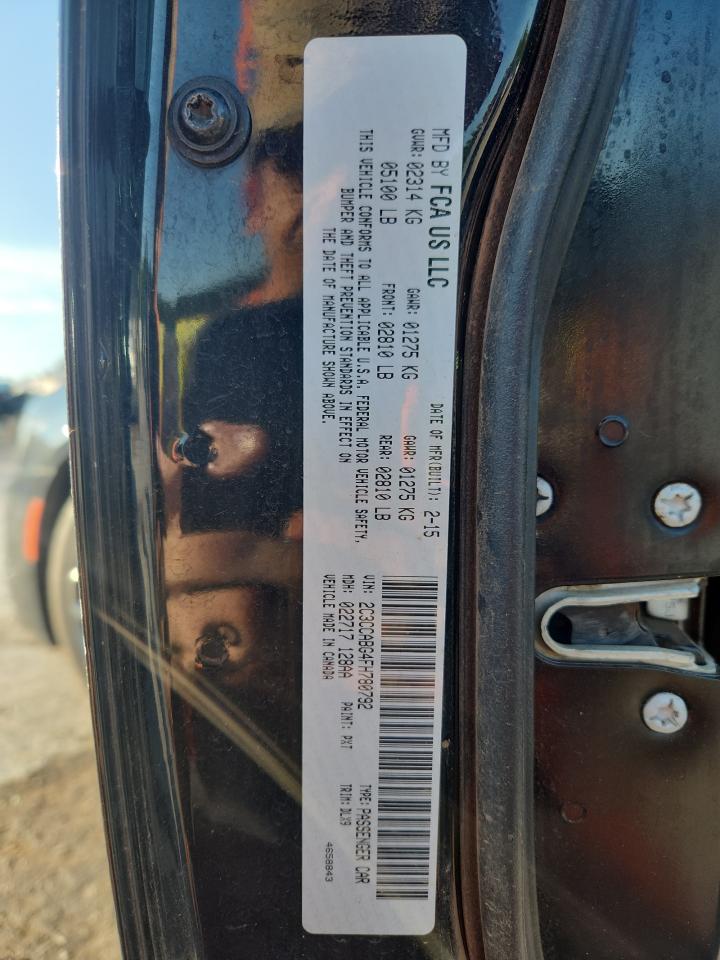 MFD BY FCA US LLC DATE OF MFR(BUILT): 2-15
GVWR: 02314 KG GAWR: 01275 KG GAWR: 01275 KG
05100 LB FRONT: 02810 LB REAR: 02810 LB
THIS VEHICLE CONFORMS TO ALL APPLICABLE U.S.A. FEDERAL MOTOR VEHICLE SAFETY,
BUMPER AND THEFT PREVENTION STANDARDS IN EFFECT ON
THE DATE OF MANUFACTURE SHOWN ABOVE.
VIN: 2C3CCABG4FH780792 TYPE: PASSENGER CAR
MDH: 022717 128AA PAINT: PXT TRIM: DLX9
VEHICLE MADE IN CANADA
4658843